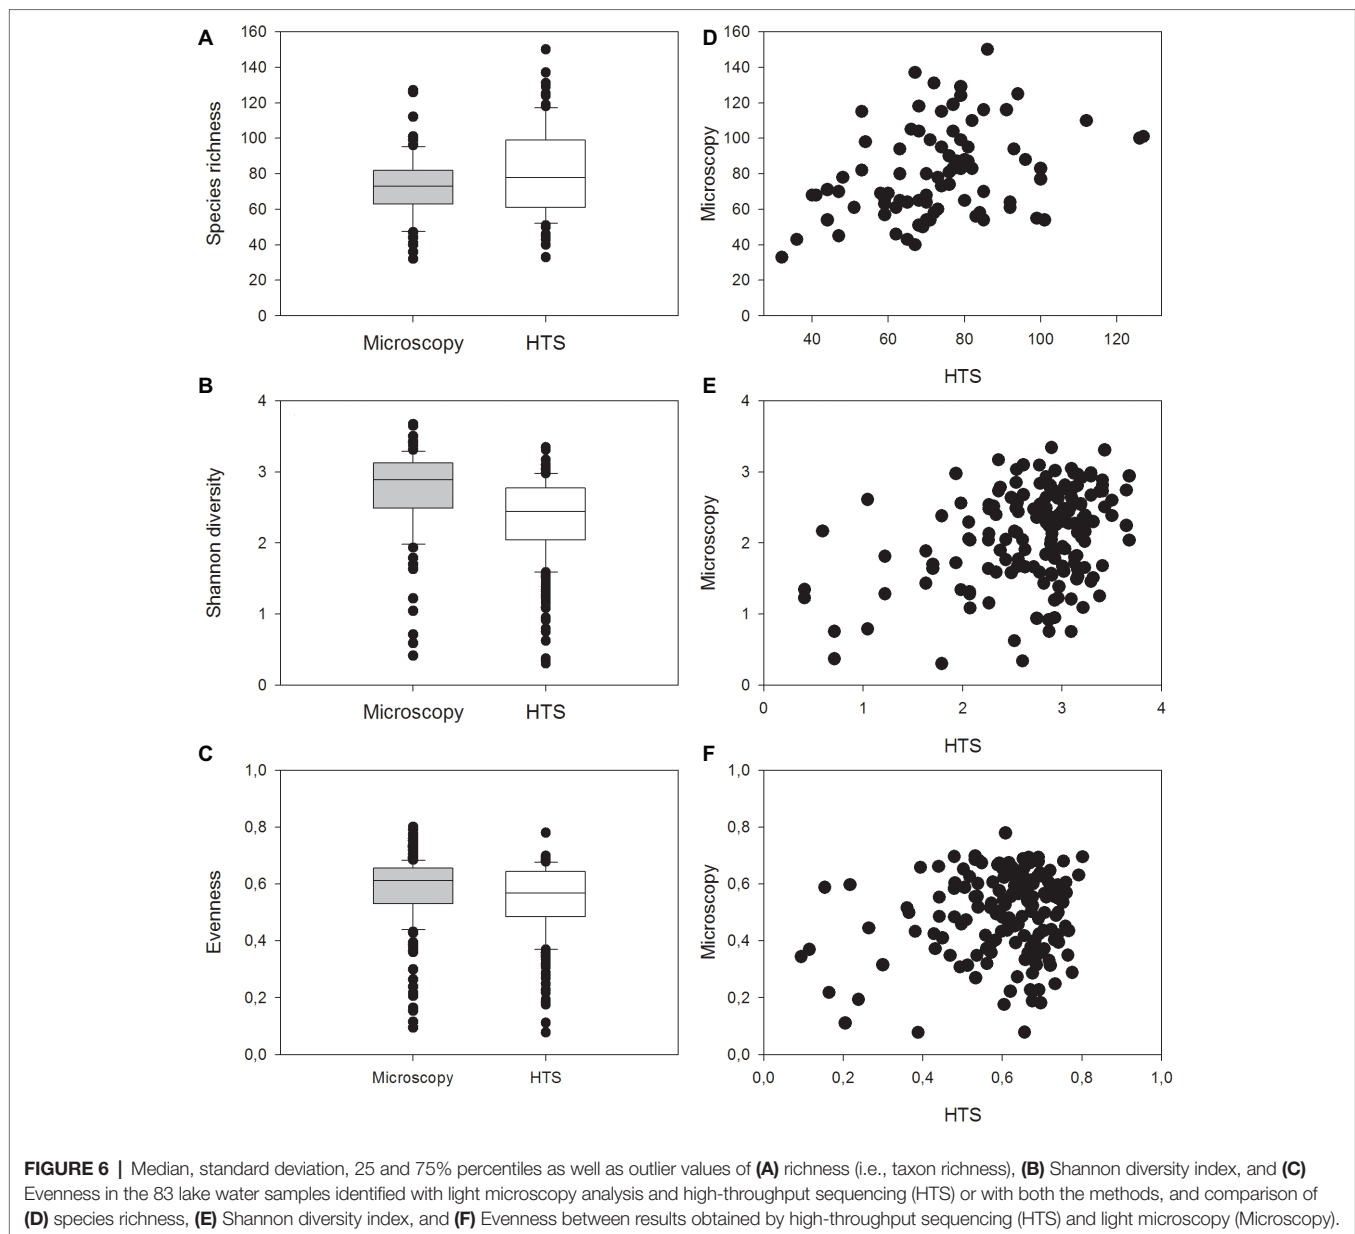 A
Species richness
160
140
120
100
80
60
40
20
0
Microscopy HTS
D
Microscopy
160
140
120
100
80
60
40
20
0
40 60 80 100 120
HTS
B
Shannon diversity
4
3
2
1
0
Microscopy HTS
E
Microscopy
4
3
2
1
0
0 1 2 3 4
HTS
C
Evenness
1,0
0,8
0,6
0,4
0,2
0,0
Microscopy HTS
F
Microscopy
1,0
0,8
0,6
0,4
0,2
0,0
0,0 0,2 0,4 0,6 0,8 1,0
HTS
FIGURE 6 | Median, standard deviation, 25 and 75% percentiles as well as outlier values of (A) richness (i.e., taxon richness), (B) Shannon diversity index, and (C)
Evenness in the 83 lake water samples identified with light microscopy analysis and high-throughput sequencing (HTS) or with both the methods, and comparison of
(D) species richness, (E) Shannon diversity index, and (F) Evenness between results obtained by high-throughput sequencing (HTS) and light microscopy (Microscopy).